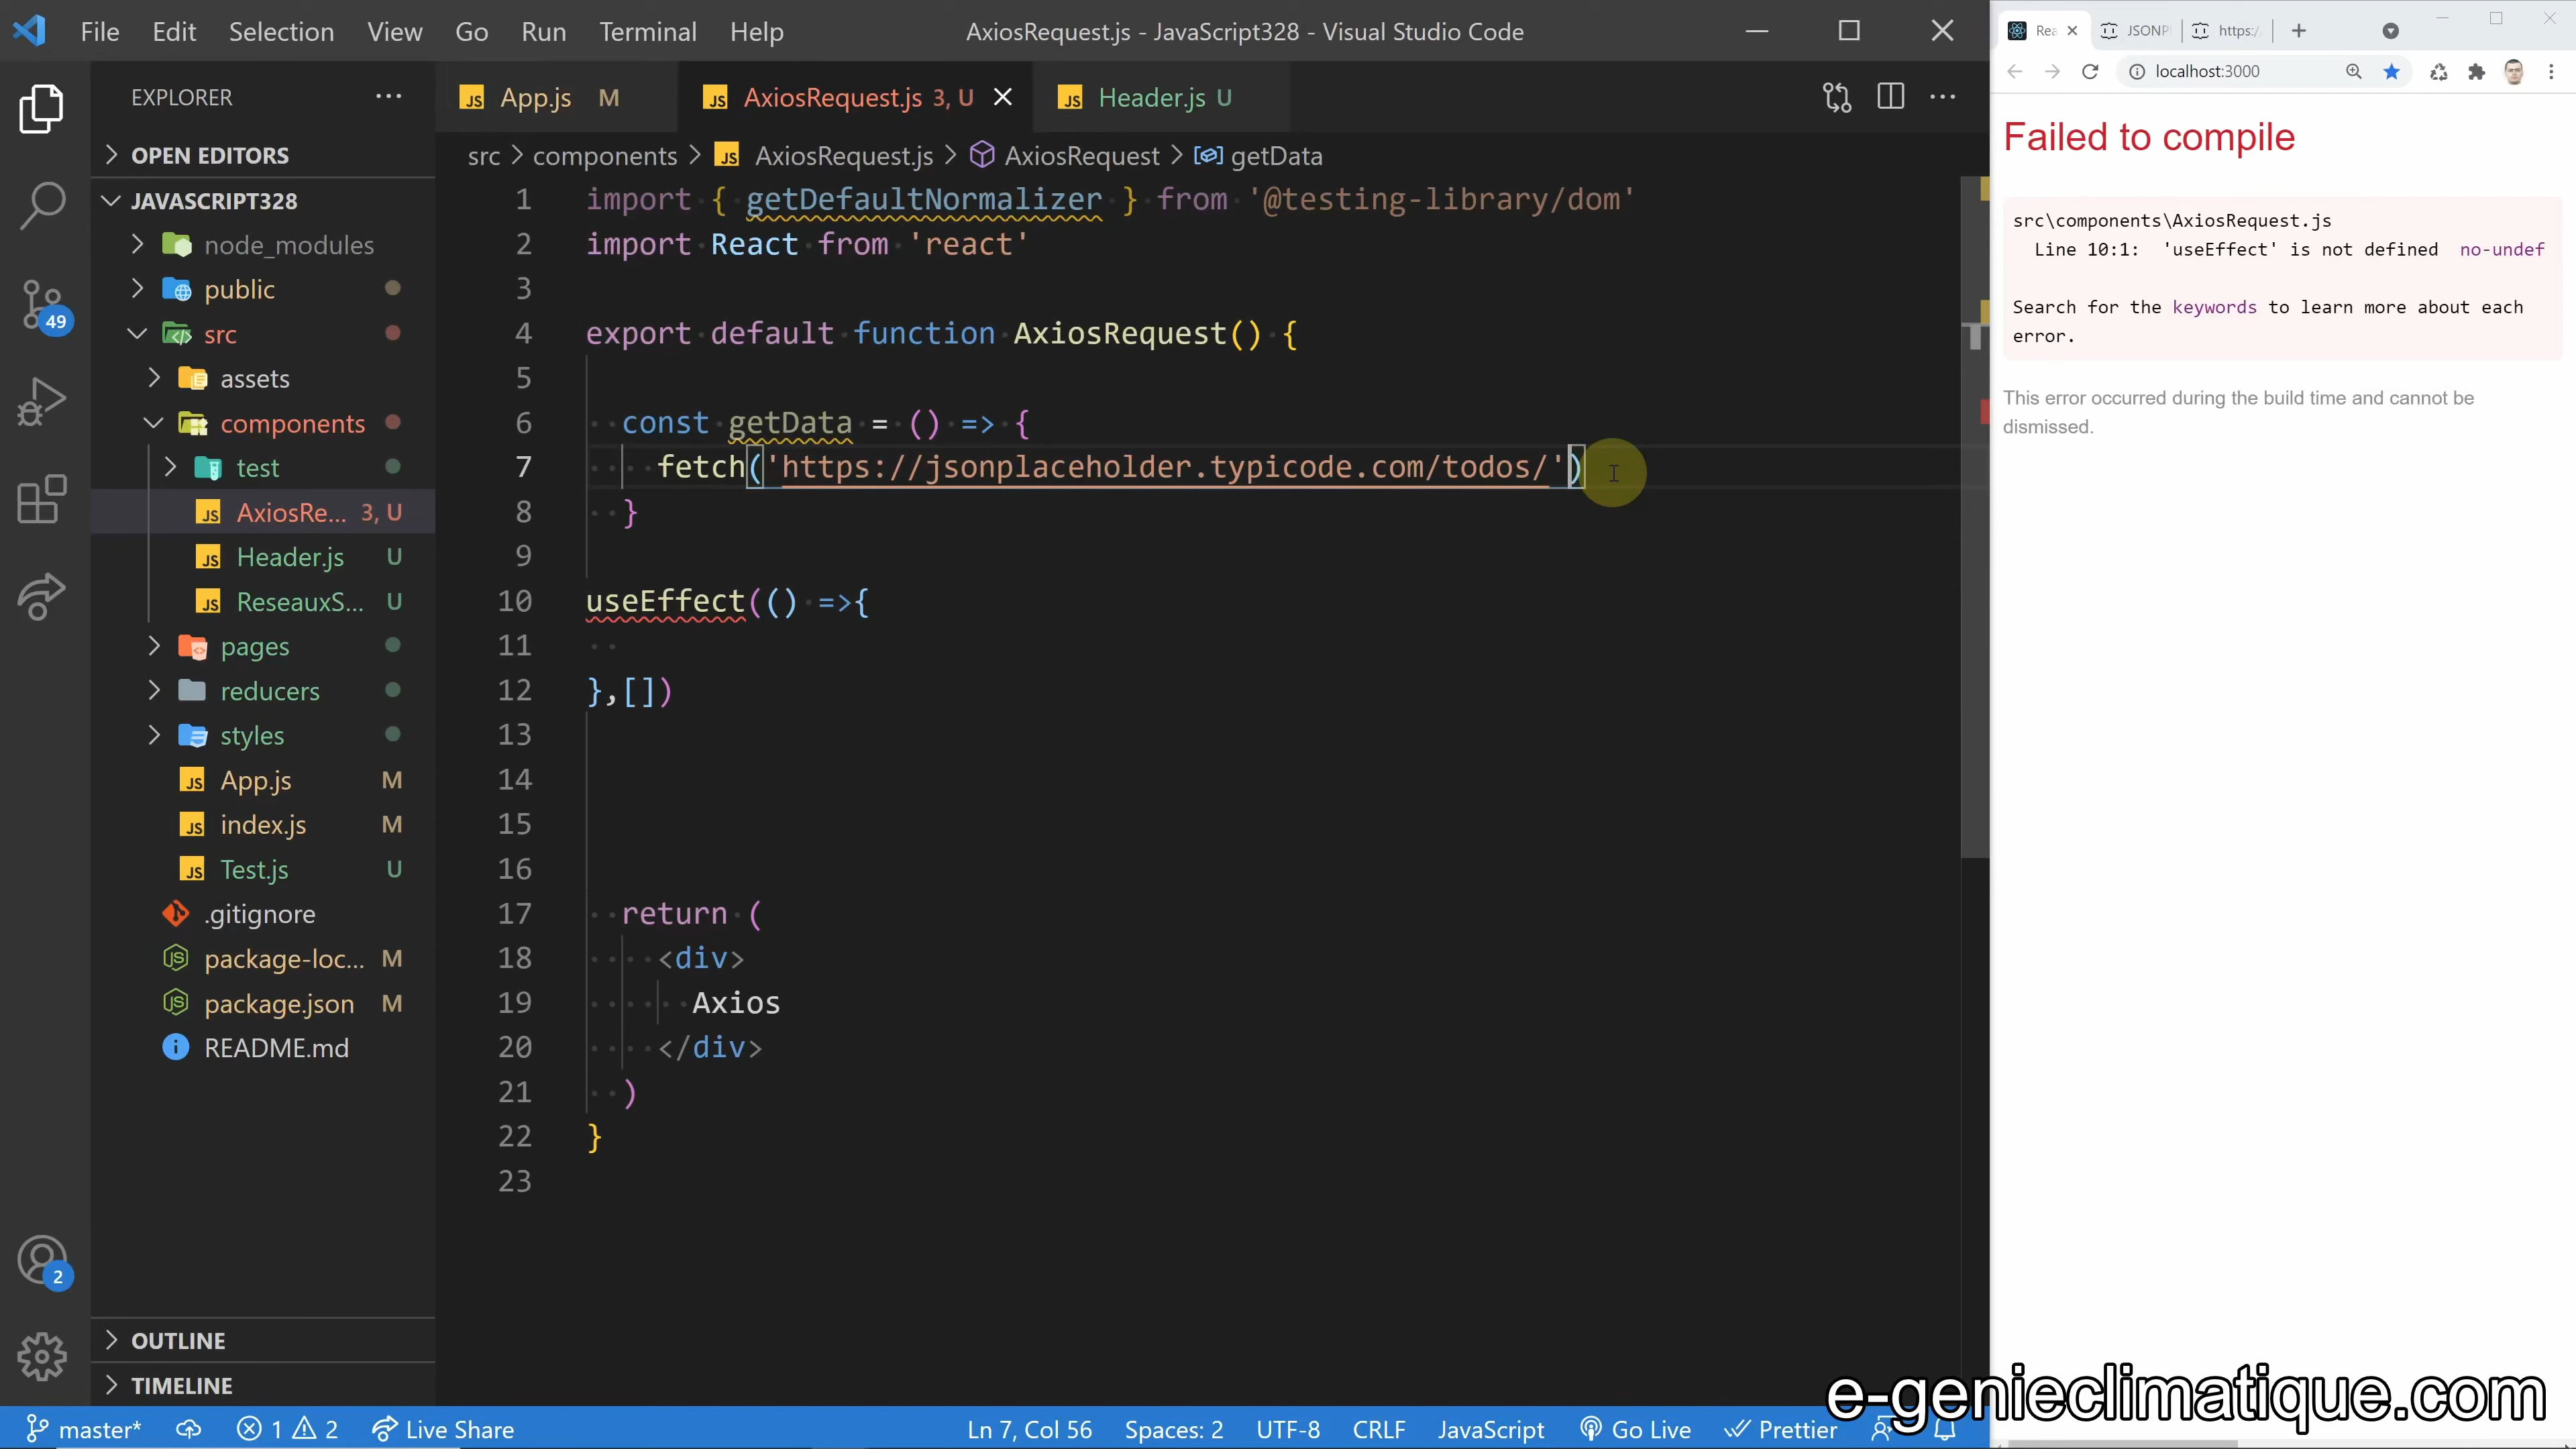 File Edit Selection View Go Run Terminal Help
AxiosRequest.js - JavaScript328 - Visual Studio Code
EXPLORER
OPEN EDITORS
JAVASCRIPT328
node_modules
public
src
assets
components
test
AxiosRe... 3, U
Header.js U
ReseauxS... U
pages
reducers
styles
App.js M
index.js M
Test.js U
.gitignore
package-loc... M
package.json M
README.md
OUTLINE
TIMELINE
49
2
App.js M
AxiosRequest.js 3, U
Header.js U
src > components > AxiosRequest.js > AxiosRequest > getData
1 import { getDefaultNormalizer } from '@testing-library/dom'
2 import React from 'react'
3
4 export default function AxiosRequest() {
5
6 const getData = () => {
7 fetch('https://jsonplaceholder.typicode.com/todos/')
8 }
9
10 useEffect(() =>{
11
12 },[])
13
14
15
16
17 return (
18 <div>
19 Axios
20 </div>
21 )
22 }
23
master* 1 2 Live Share Ln 7, Col 56 Spaces: 2 UTF-8 CRLF JavaScript Go Live Prettier
Rea JSONP https:/
localhost:3000
Failed to compile
src\components\AxiosRequest.js
Line 10:1: 'useEffect' is not defined no-undef
Search for the keywords to learn more about each
error.
This error occurred during the build time and cannot be
dismissed.
e-genieclimatique.com